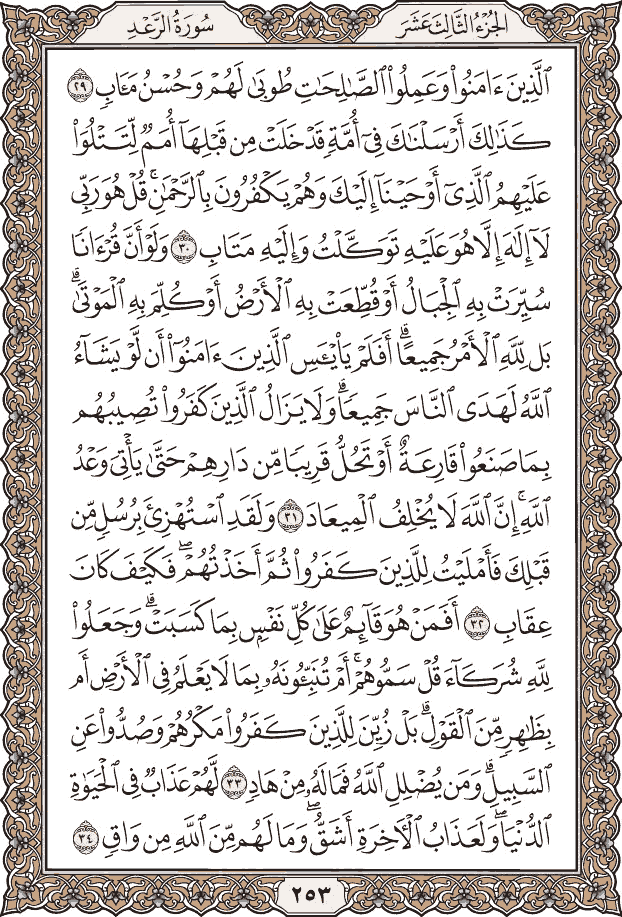 الجُزْءُ الثَّالِثَ عَشَرَ
سُورَةُ الرَّعْدِ
ٱلَّذِينَ ءَامَنُوا۟ وَعَمِلُوا۟ ٱلصَّٰلِحَٰتِ طُوبَىٰ لَهُمْ وَحُسْنُ مَـَٔابٍ ٢٩
كَذَٰلِكَ أَرْسَلْنَٰكَ فِىٓ أُمَّةٍ قَدْ خَلَتْ مِن قَبْلِهَآ أُمَمٌ لِّتَتْلُوَا۟
عَلَيْهِمُ ٱلَّذِىٓ أَوْحَيْنَآ إِلَيْكَ وَهُمْ يَكْفُرُونَ بِٱلرَّحْمَٰنِ ۚ قُلْ هُوَ رَبِّى
لَآ إِلَٰهَ إِلَّا هُوَ عَلَيْهِ تَوَكَّلْتُ وَإِلَيْهِ مَتَابِ ٣٠ وَلَوْ أَنَّ قُرْءَانًا
سُيِّرَتْ بِهِ ٱلْجِبَالُ أَوْ قُطِّعَتْ بِهِ ٱلْأَرْضُ أَوْ كُلِّمَ بِهِ ٱلْمَوْتَىٰ ۗ
بَل لِّلَّهِ ٱلْأَمْرُ جَمِيعًا ۗ أَفَلَمْ يَا۟يْـَٔسِ ٱلَّذِينَ ءَامَنُوٓا۟ أَن لَّوْ يَشَآءُ
ٱللَّهُ لَهَدَى ٱلنَّاسَ جَمِيعًا ۗ وَلَا يَزَالُ ٱلَّذِينَ كَفَرُوا۟ تُصِيبُهُم
بِمَا صَنَعُوا۟ قَارِعَةٌ أَوْ تَحُلُّ قَرِيبًا مِّن دَارِهِمْ حَتَّىٰ يَأْتِىَ وَعْدُ
ٱللَّهِ ۚ إِنَّ ٱللَّهَ لَا يُخْلِفُ ٱلْمِيعَادَ ٣١ وَلَقَدِ ٱسْتُهْزِئَ بِرُسُلٍ مِّن
قَبْلِكَ فَأَمْلَيْتُ لِلَّذِينَ كَفَرُوا۟ ثُمَّ أَخَذْتُهُمْ ۖ فَكَيْفَ كَانَ
عِقَابِ ٣٢ أَفَمَنْ هُوَ قَآئِمٌ عَلَىٰ كُلِّ نَفْسٍۭ بِمَا كَسَبَتْ ۗ وَجَعَلُوا۟
لِلَّهِ شُرَكَآءَ قُلْ سَمُّوهُمْ ۚ أَمْ تُنَبِّـُٔونَهُۥ بِمَا لَا يَعْلَمُ فِى ٱلْأَرْضِ أَم
بِظَٰهِرٍ مِّنَ ٱلْقَوْلِ ۗ بَلْ زُيِّنَ لِلَّذِينَ كَفَرُوا۟ مَكْرُهُمْ وَصُدُّوا۟ عَنِ
ٱلسَّبِيلِ ۗ وَمَن يُضْلِلِ ٱللَّهُ فَمَا لَهُۥ مِنْ هَادٍ ٣٣ لَّهُمْ عَذَابٌ فِى ٱلْحَيَوٰةِ
ٱلدُّنْيَا ۖ وَلَعَذَابُ ٱلْـَٔاخِرَةِ أَشَقُّ ۖ وَمَا لَهُم مِّنَ ٱللَّهِ مِن وَاقٍ ٣٤
٢٥٣